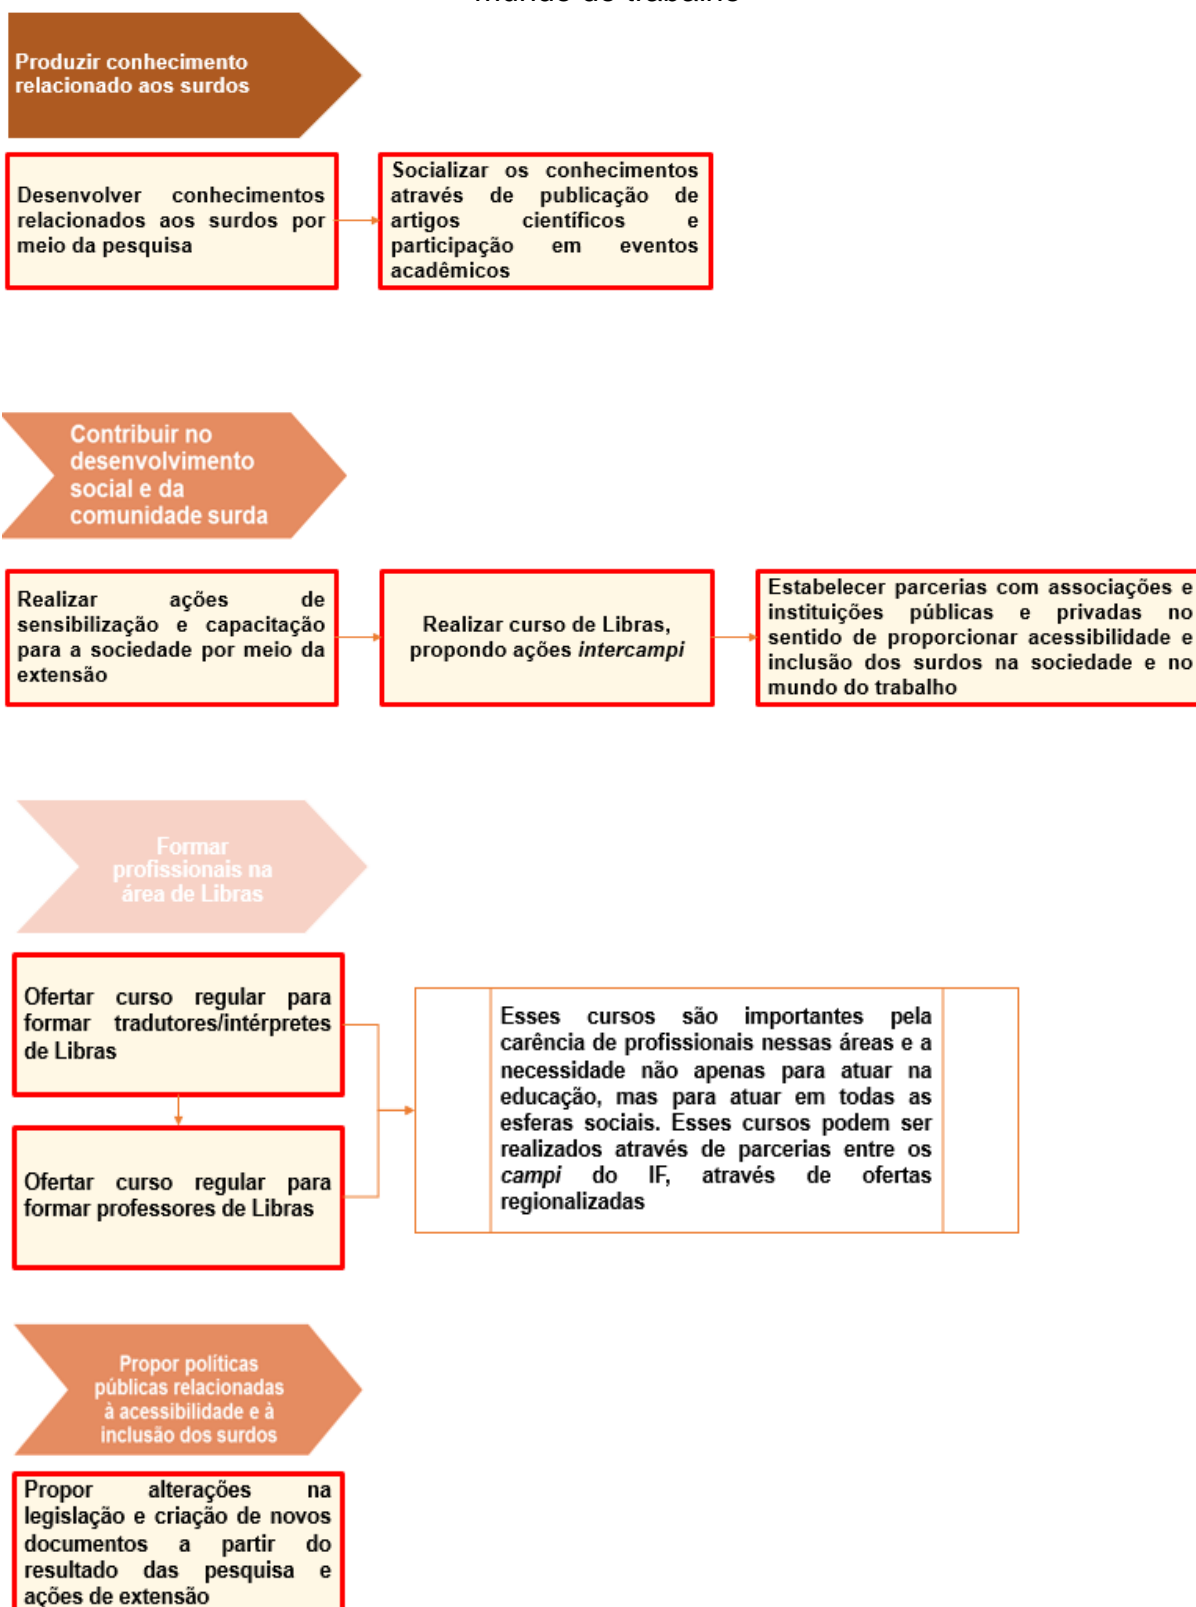 mundo do trabalho
Produzir conhecimento
relacionado aos surdos
Desenvolver conhecimentos
relacionados aos surdos por
meio da pesquisa
Socializar os conhecimentos
através de publicação de
artigos científicos e
participação em eventos
acadêmicos
Contribuir no
desenvolvimento
social e da
comunidade surda
Realizar ações de
sensibilização e capacitação
para a sociedade por meio da
extensão
Realizar curso de Libras,
propondo ações intercampi
Estabelecer parcerias com associações e
instituições públicas e privadas no
sentido de proporcionar acessibilidade e
inclusão dos surdos na sociedade e no
mundo do trabalho
Formar
profissionais na
área de Libras
Ofertar curso regular para
formar tradutores/intérpretes
de Libras
Ofertar curso regular para
formar professores de Libras
Esses cursos são importantes pela
carência de profissionais nessas áreas e a
necessidade não apenas para atuar na
educação, mas para atuar em todas as
esferas sociais. Esses cursos podem ser
realizados através de parcerias entre os
campi do IF, através de ofertas
regionalizadas
Propor políticas
públicas relacionadas
à acessibilidade e à
inclusão dos surdos
Propor alterações na
legislação e criação de novos
documentos a partir do
resultado das pesquisa e
ações de extensão